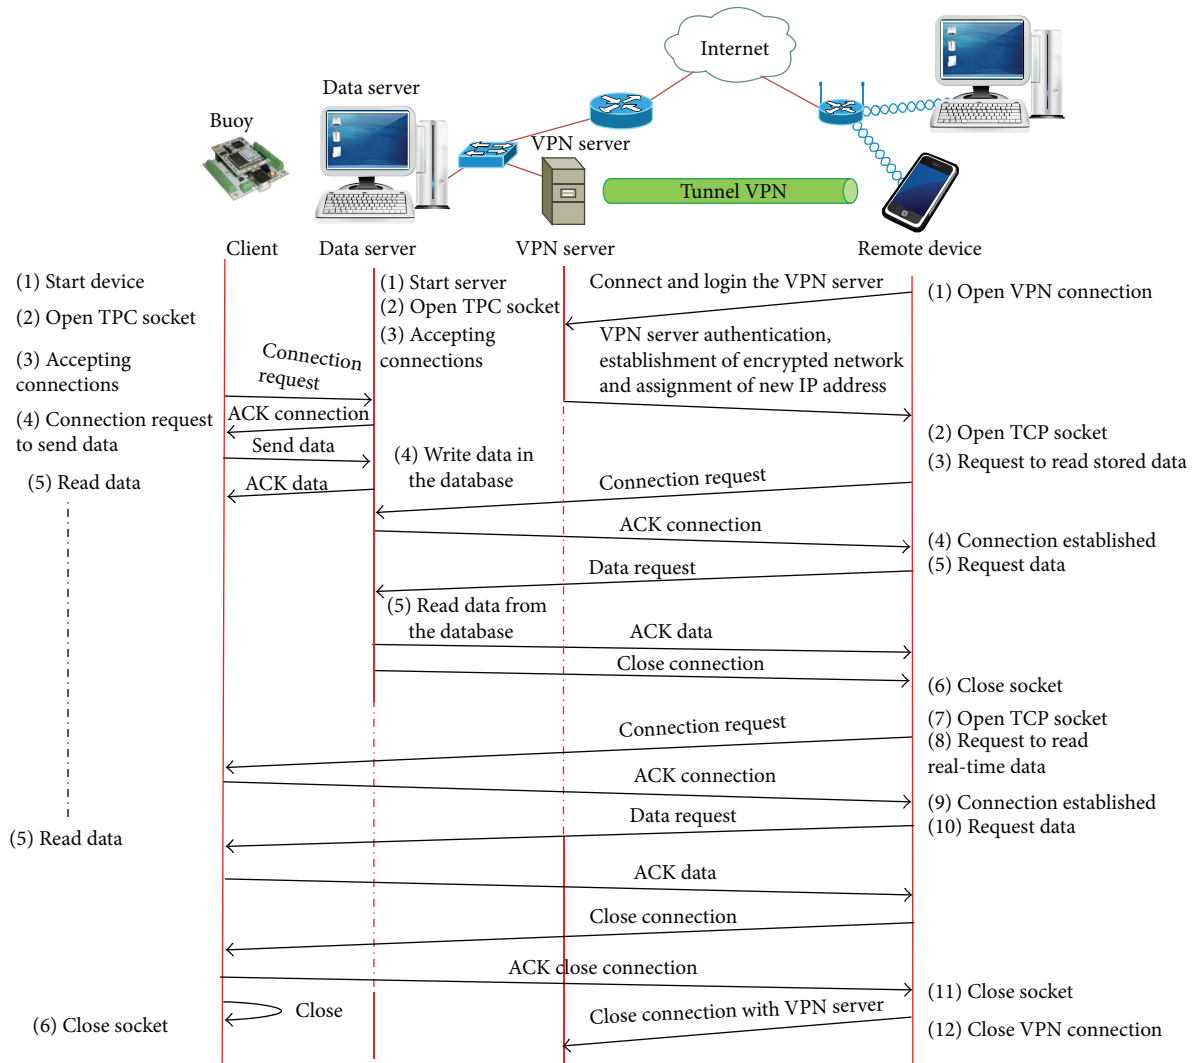 Internet
Data server
Buoy
VPN server
Tunnel VPN
Client
Data server
VPN server
Remote device
(1) Start device
(2) Open TPC socket
(3) Accepting
connections
(4) Connection request
to send data
(5) Read data
(5) Read data
(6) Close socket
Connection
request
ACK connection
Send data
ACK data
Close
(1) Start server
(2) Open TPC socket
(3) Accepting
connections
(4) Write data in
the database
(5) Read data from
the database
Connect and login the VPN server
VPN server authentication,
establishment of encrypted network
and assignment of new IP address
Connection request
ACK connection
Data request
ACK data
Close connection
Connection request
ACK connection
Data request
ACK data
Close connection
ACK close connection
Close connection with VPN server
(1) Open VPN connection
(2) Open TCP socket
(3) Request to read stored data
(4) Connection established
(5) Request data
(6) Close socket
(7) Open TCP socket
(8) Request to read
real-time data
(9) Connection established
(10) Request data
(11) Close socket
(12) Close VPN connection